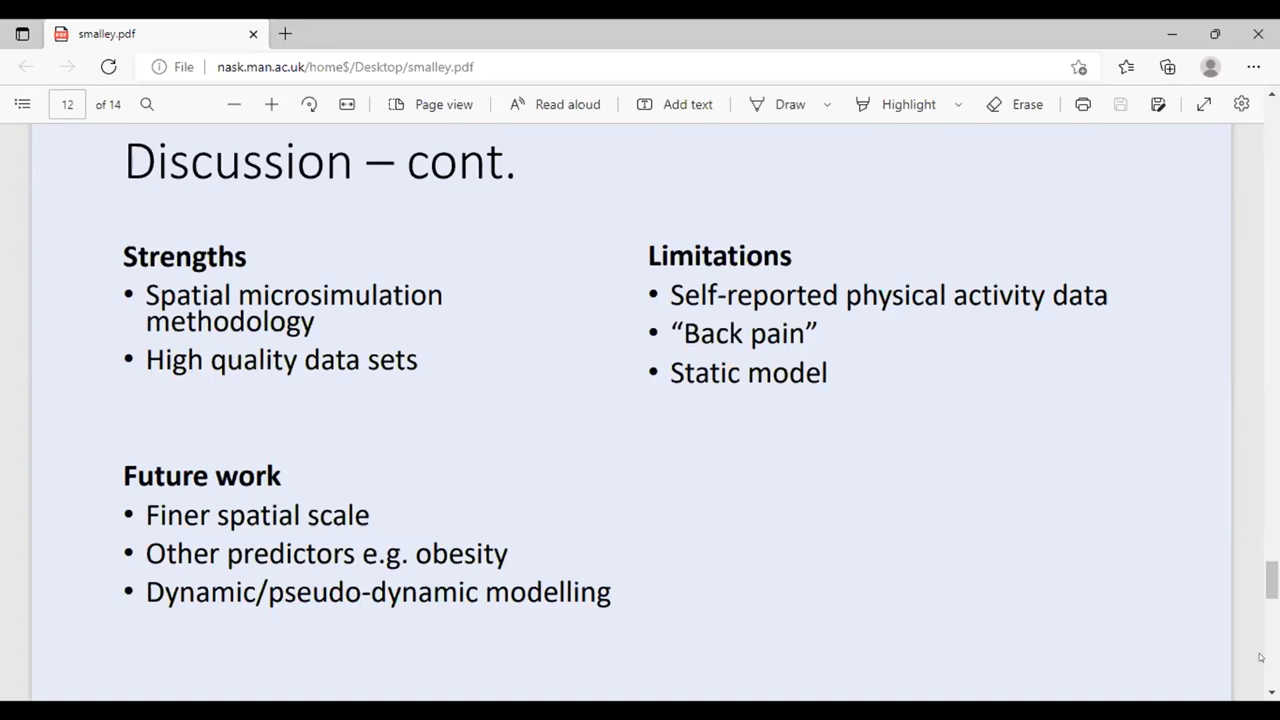 smalley.pdf
File
nask.man.ac.uk/home$/Desktop/smalley.pdf
12 of 14
Page view
Read aloud
Add text
Draw
Highlight
Erase
Discussion – cont.
Strengths
• Spatial microsimulation
methodology
• High quality data sets
Limitations
• Self-reported physical activity data
• “Back pain”
• Static model
Future work
• Finer spatial scale
• Other predictors e.g. obesity
• Dynamic/pseudo-dynamic modelling